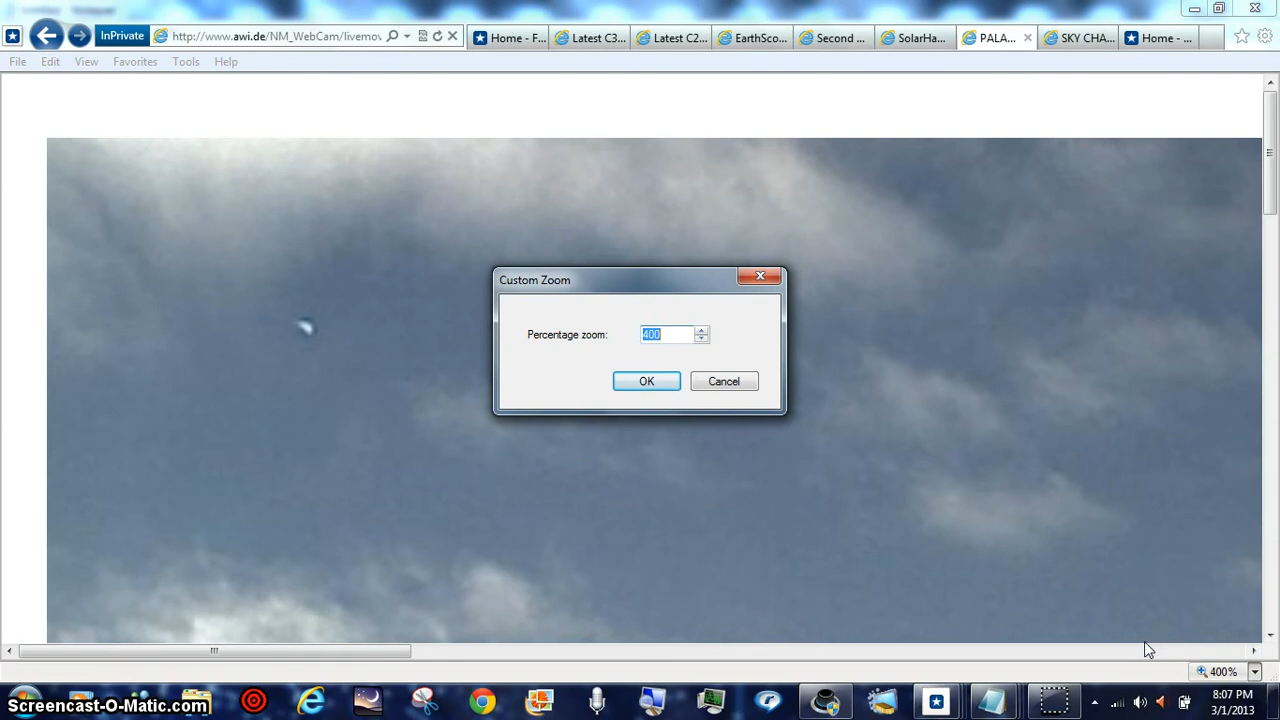 InPrivate
http://www.awi.de/NM_WebCam/livemov
Home - F...
Latest C3...
Latest C2...
EarthSco...
Second ...
SolarHa...
PALA...
SKY CHA...
Home - ...
File Edit View Favorites Tools Help
Custom Zoom
Percentage zoom: 400
OK Cancel
400%
Screencast-O-Matic.com
8:07 PM
3/1/2013